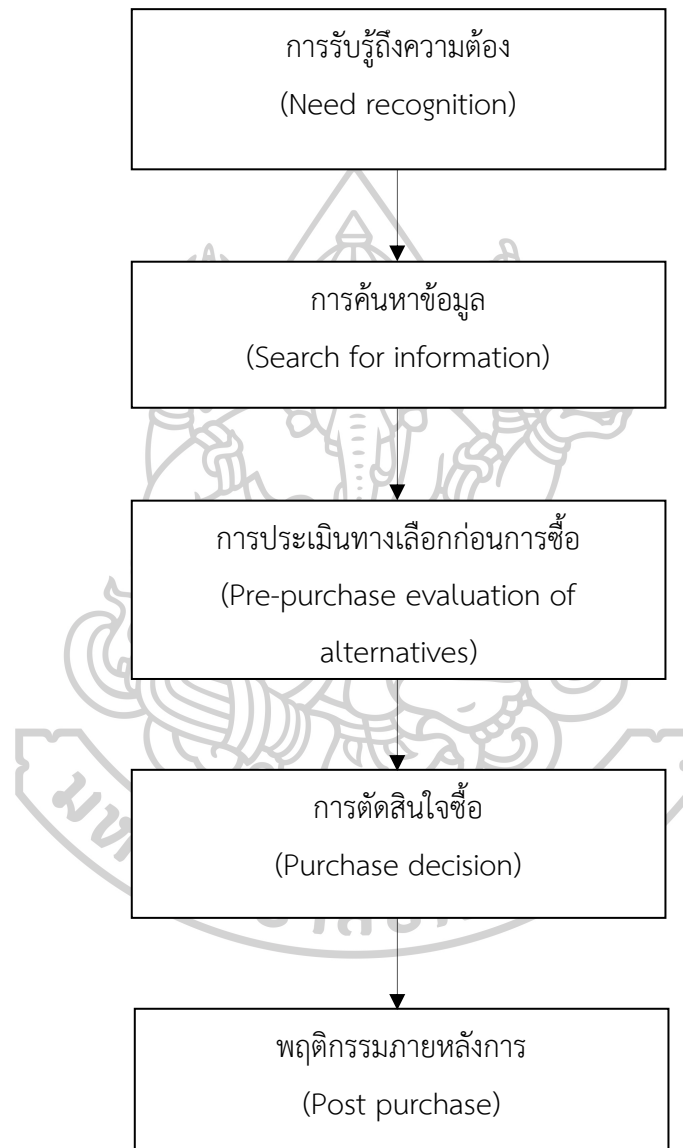 การรับรู้ถึงความต้อง
(Need recognition)
การค้นหาข้อมูล
(Search for information)
การประเมินทางเลือกก่อนการซื้อ
(Pre-purchase evaluation of
alternatives)
การตัดสินใจซื้อ
(Purchase decision)
พฤติกรรมภายหลังการ
(Post purchase)